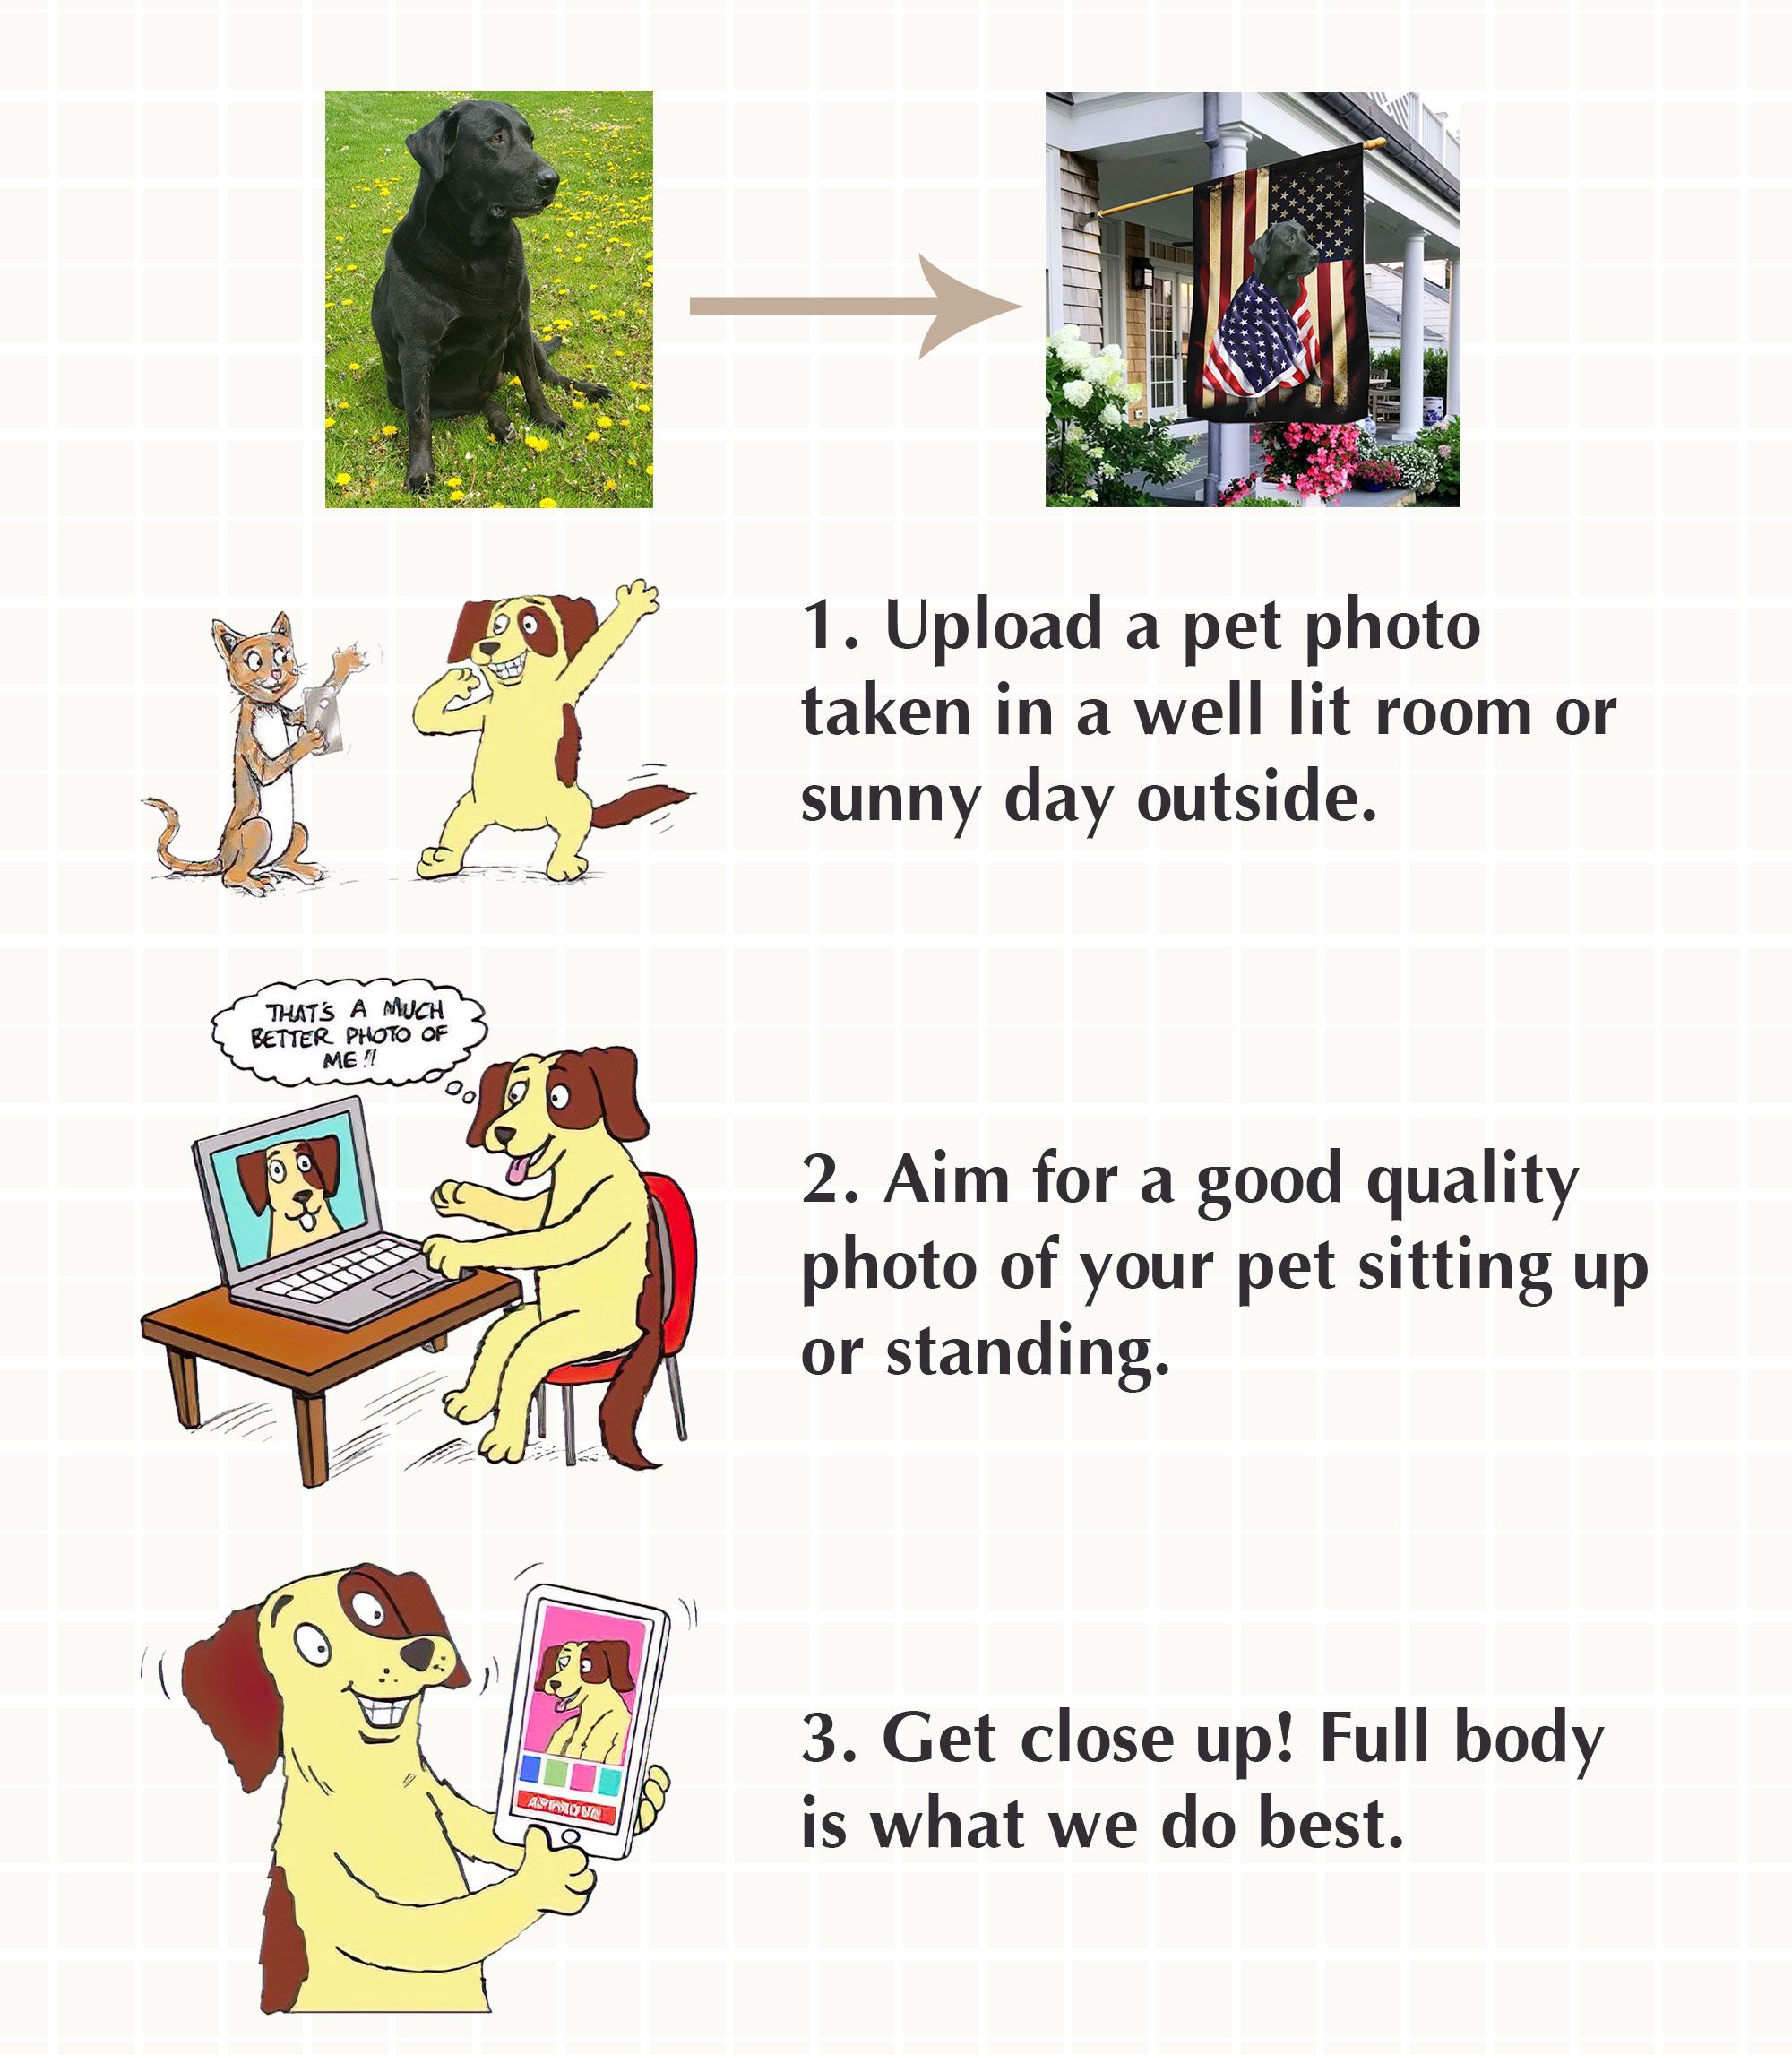 1. Upload a pet photo
taken in a well lit room or
sunny day outside.
THAT'S A MUCH
BETTER PHOTO OF
ME!!
2. Aim for a good quality
photo of your pet sitting up
or standing.
3. Get close up! Full body
is what we do best.